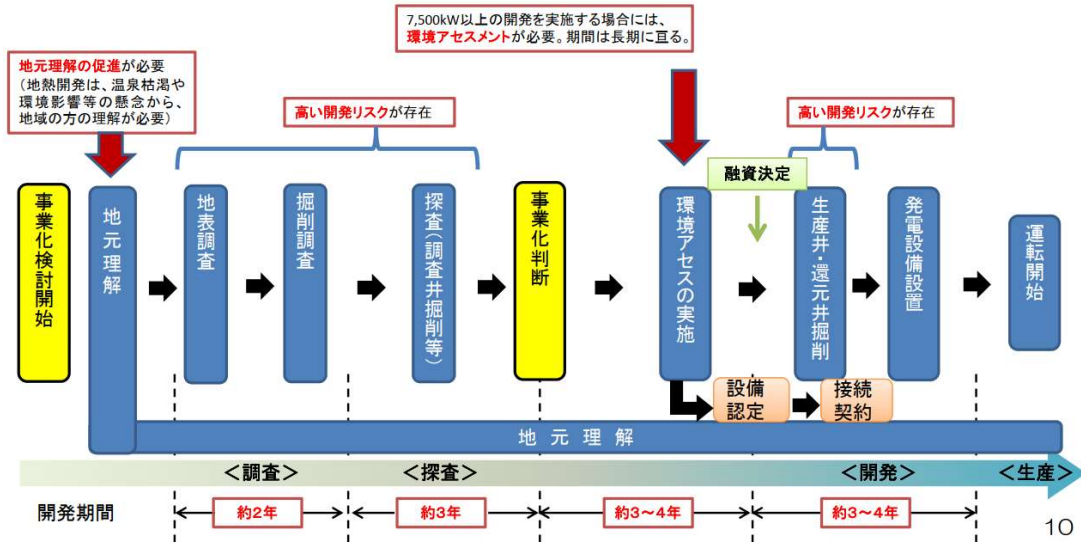 7,500kW以上の開発を実施する場合には、
環境アセスメントが必要。期間は長期に亘る。
地元理解の促進が必要
(地熱開発は、温泉枯渇や
環境影響等の懸念から、
地域の方の理解が必要)
高い開発リスクが存在
高い開発リスクが存在
融資決定
事業化検討開始
地元理解
地表調査
掘削調査
探査(調査井掘削等)
事業化判断
環境アセスの実施
生産井・還元井掘削
発電設備設置
運転開始
設備
認定
接続
契約
地元理解
<調査>
<探査>
<開発>
<生産>
開発期間
約2年
約3年
約3~4年
約3~4年
10